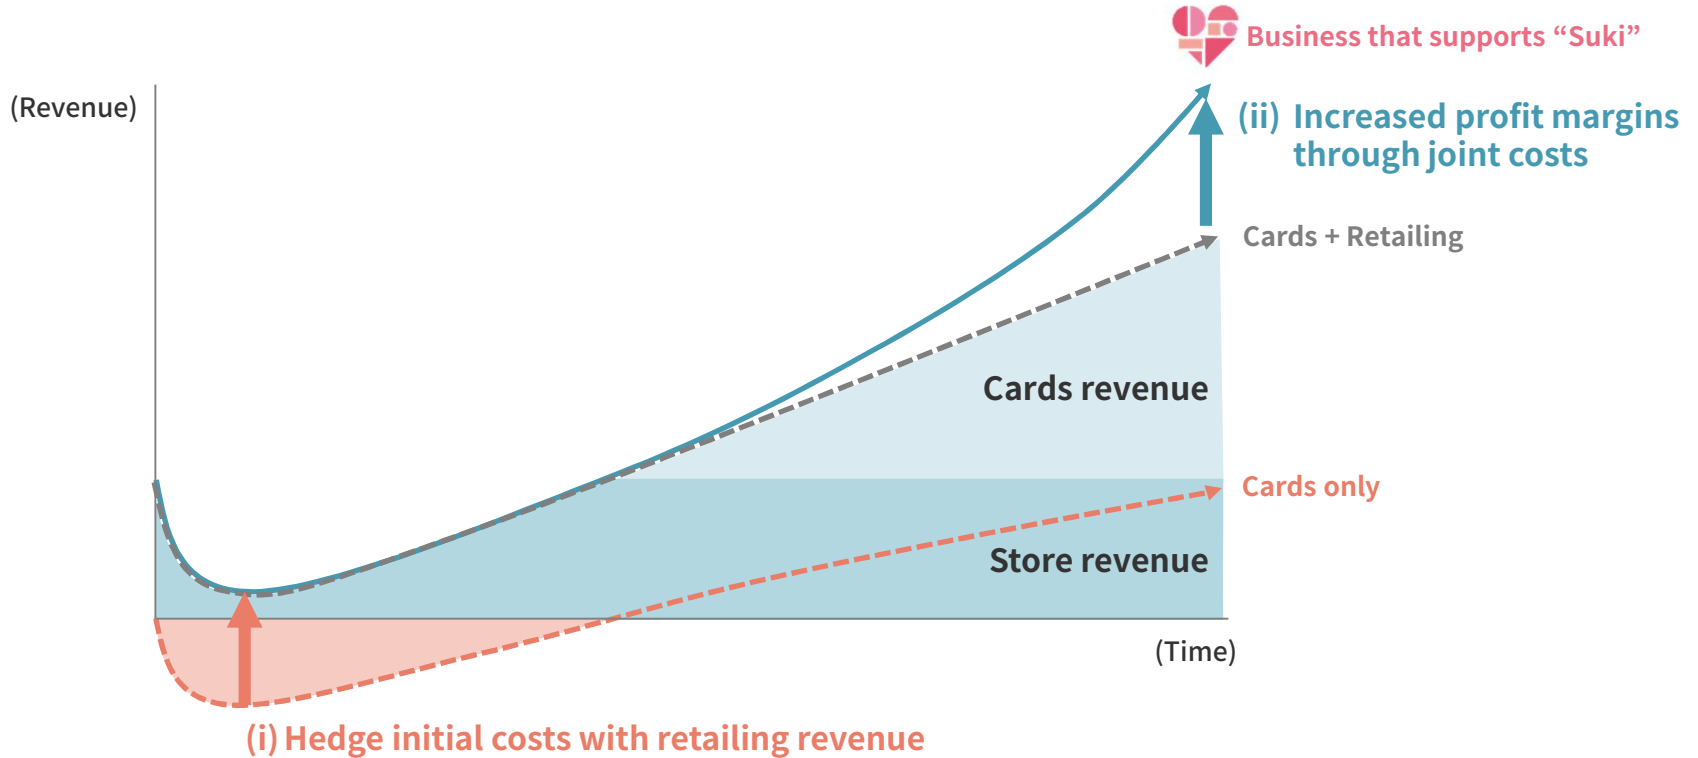 Business that supports “Suki”
(Revenue)
(ii) Increased profit margins
through joint costs
Cards + Retailing
Cards revenue
Cards only
Store revenue
(Time)
(i) Hedge initial costs with retailing revenue